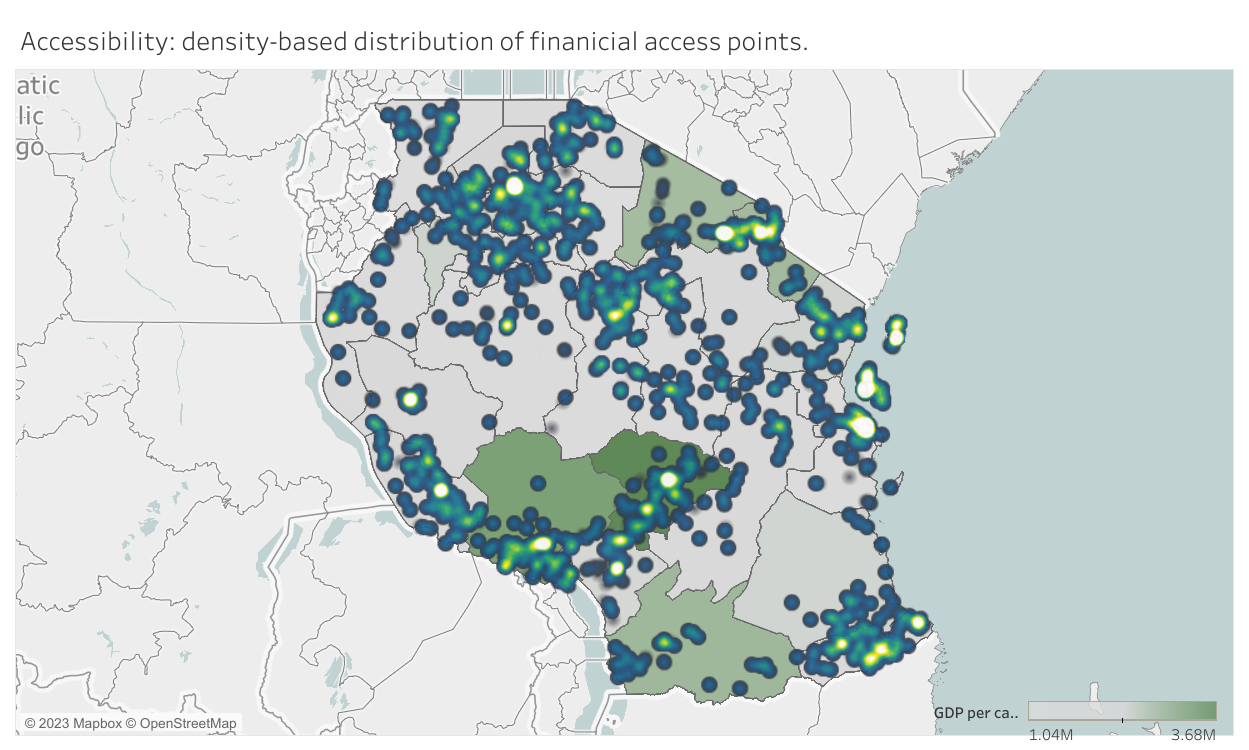 Accessibility: density-based distribution of finanicial access points.
atic
lic
go
GDP per ca..
1.04M 3.68M
© 2023 Mapbox © OpenStreetMap